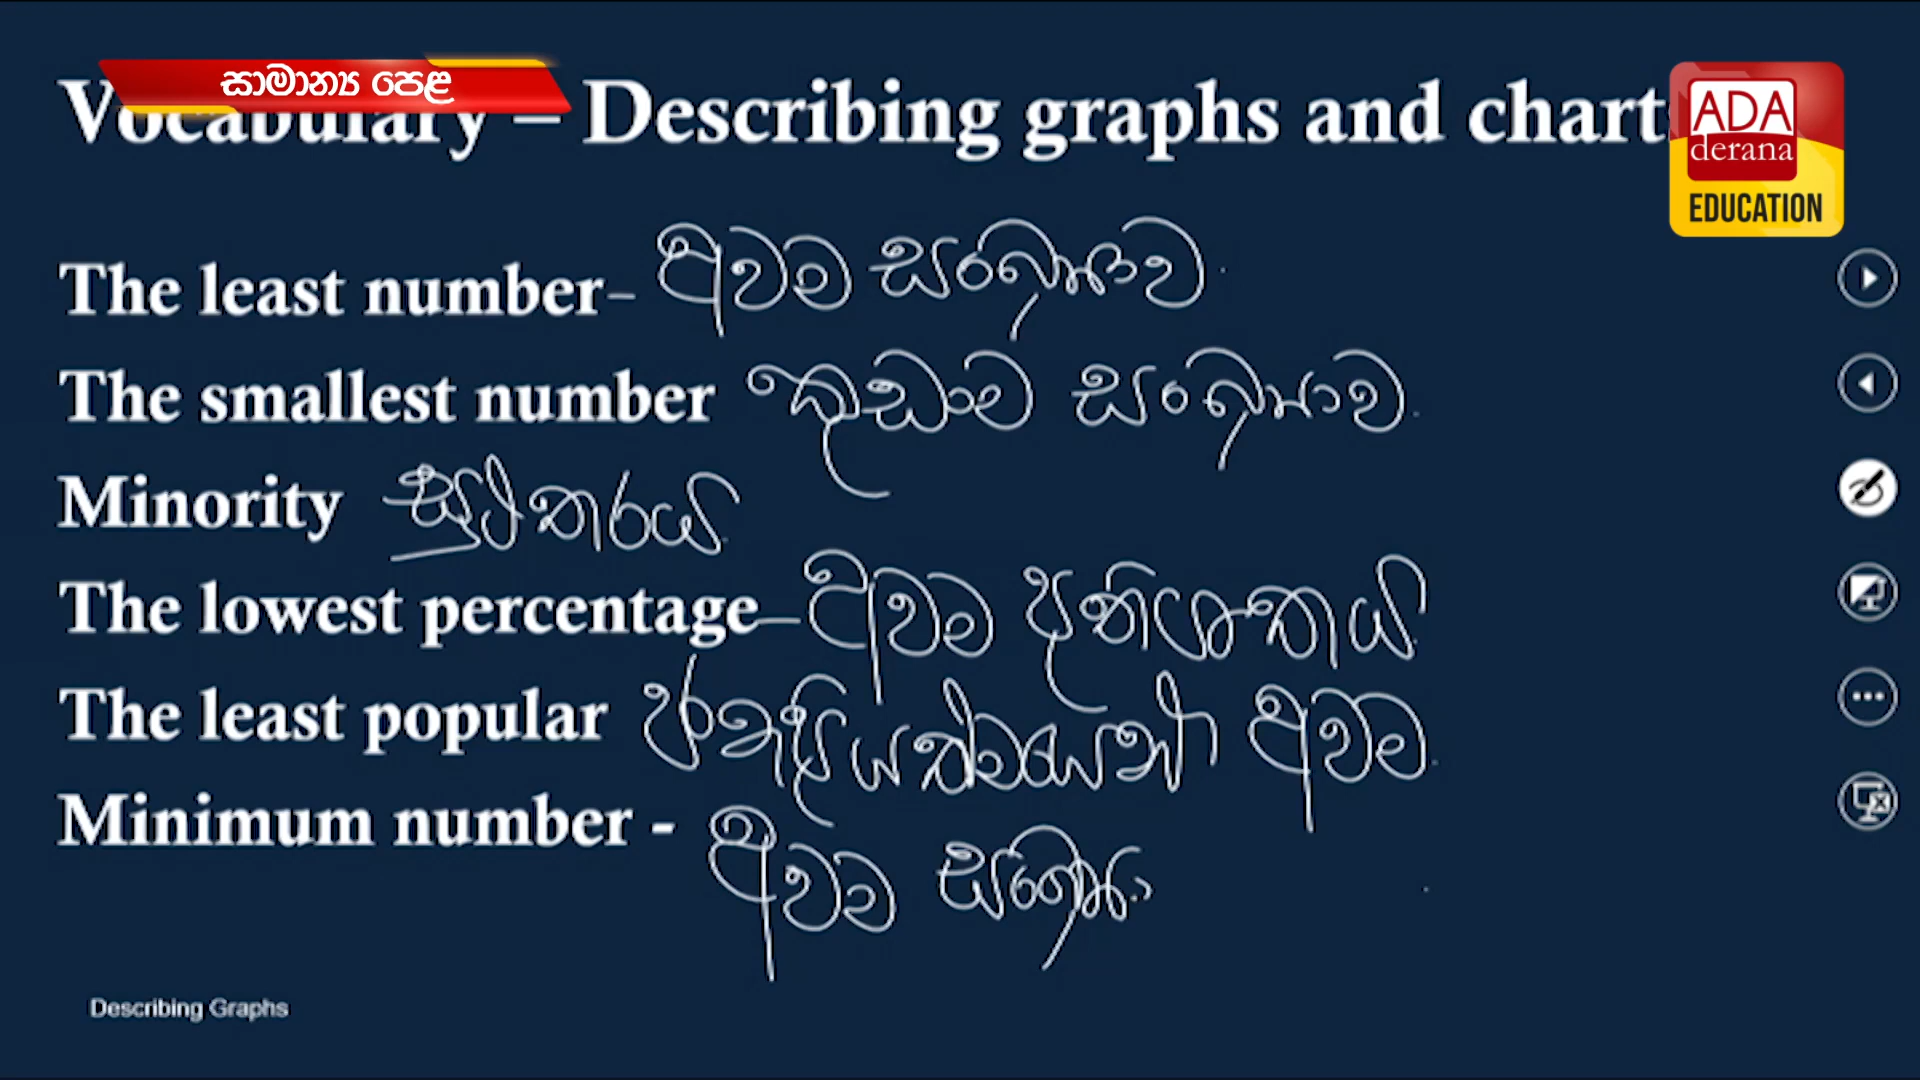 සාමාන්‍ය පෙළ
Vocabulary – Describing graphs and chart
ADA
derana
EDUCATION
The least number– අවම සංඛ්‍යාව
The smallest number කුඩාම සංඛ්‍යාව
Minority සුළුතරය
The lowest percentage– අවම ප්‍රතිශතය
The least popular ජනප්‍රියත්වයෙන් අවම
Minimum number - අවම සංඛ්‍යා
Describing Graphs